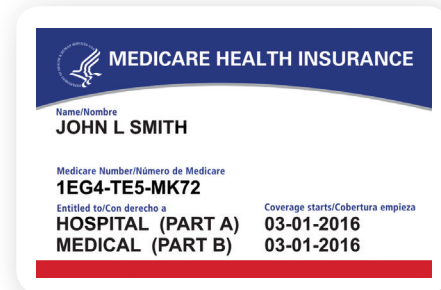 MEDICARE HEALTH INSURANCE
Name/Nombre
JOHN L SMITH
Medicare Number/Número de Medicare
1EG4-TE5-MK72
Entitled to/Con derecho a
Coverage starts/Cobertura empieza
HOSPITAL (PART A) 03-01-2016
MEDICAL (PART B) 03-01-2016